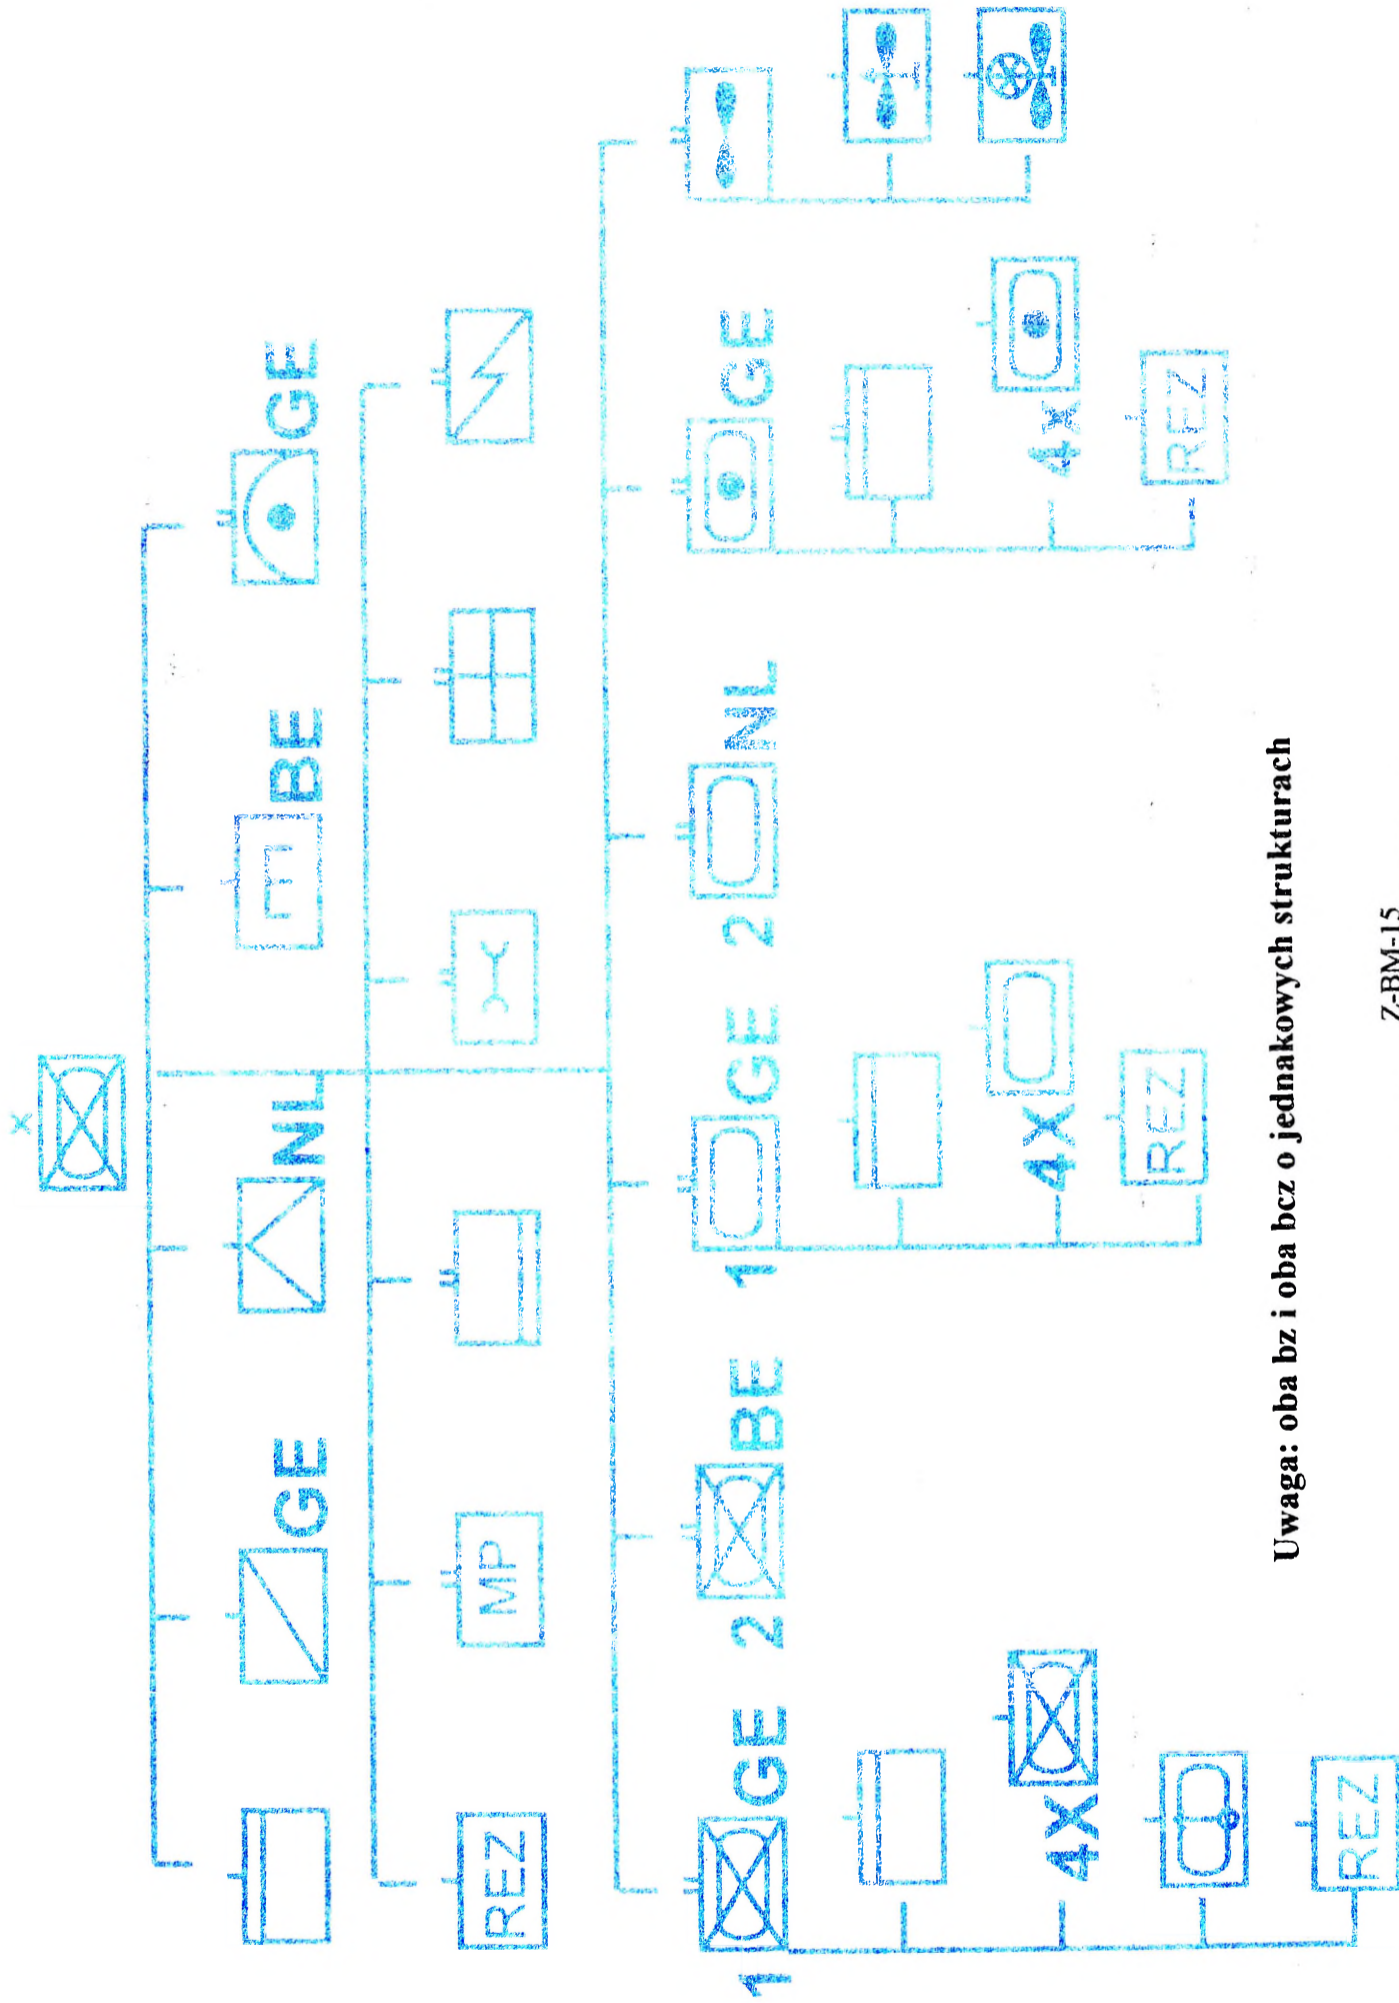 X
GE NL BE GE
REZ MP
1 GE 2 BE 1 GE 2 NL GE
4X 4X 4x
REZ REZ REZ
Uwaga: oba bz i oba bcz o jednakowych strukturach
Z-BM-15